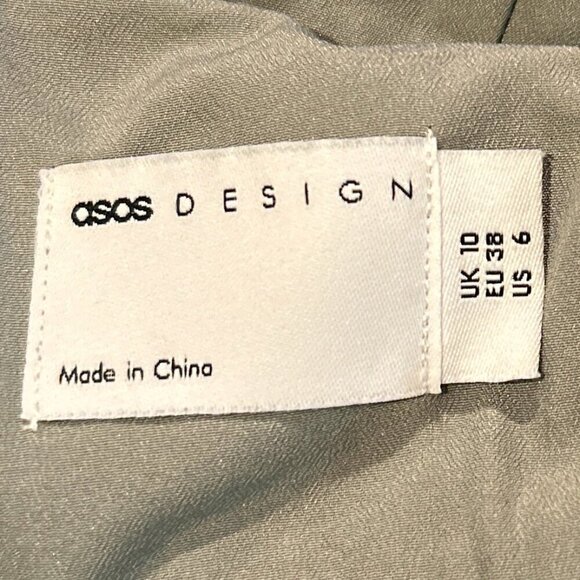 asos DESIGN
Made in China
UK 10
EU 38
US 6